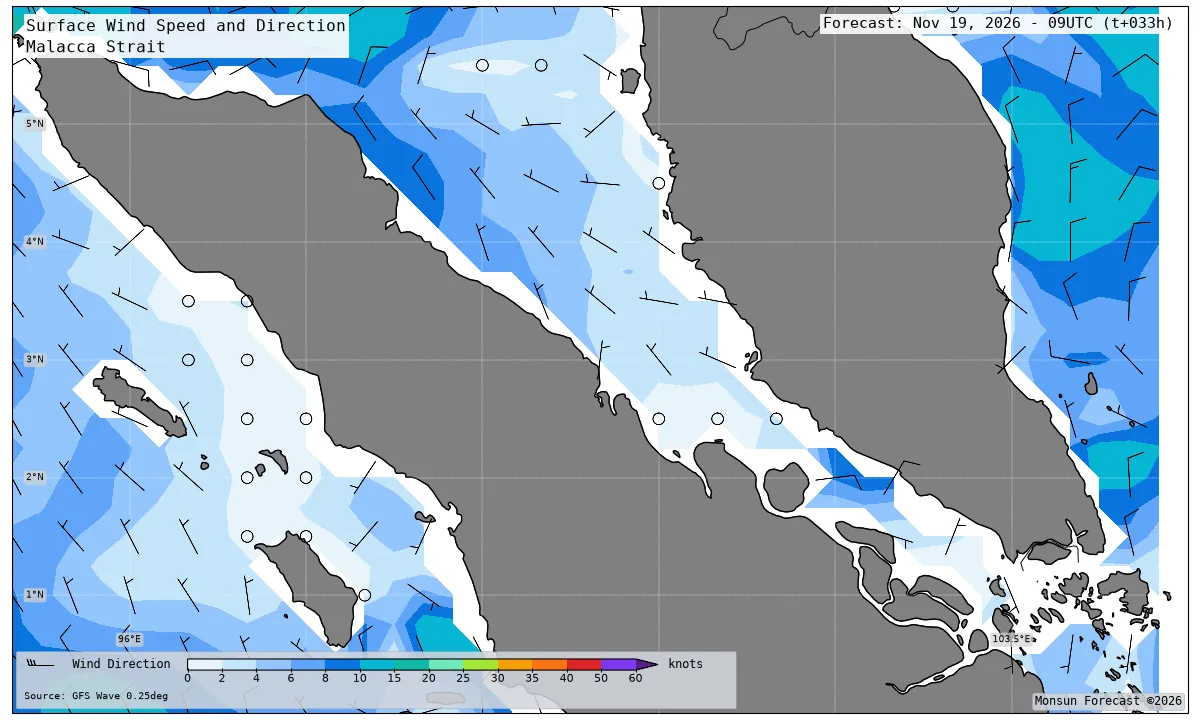 Surface Wind Speed and Direction
Malacca Strait
Forecast: Nov 19, 2026 - 09UTC (t+033h)
5°N
4°N
3°N
2°N
1°N
96°E
103.5°E
Wind Direction
0 2 4 6 8 10 15 20 25 30 35 40 50 60
knots
Source: GFS Wave 0.25deg
Monsun Forecast ©2026